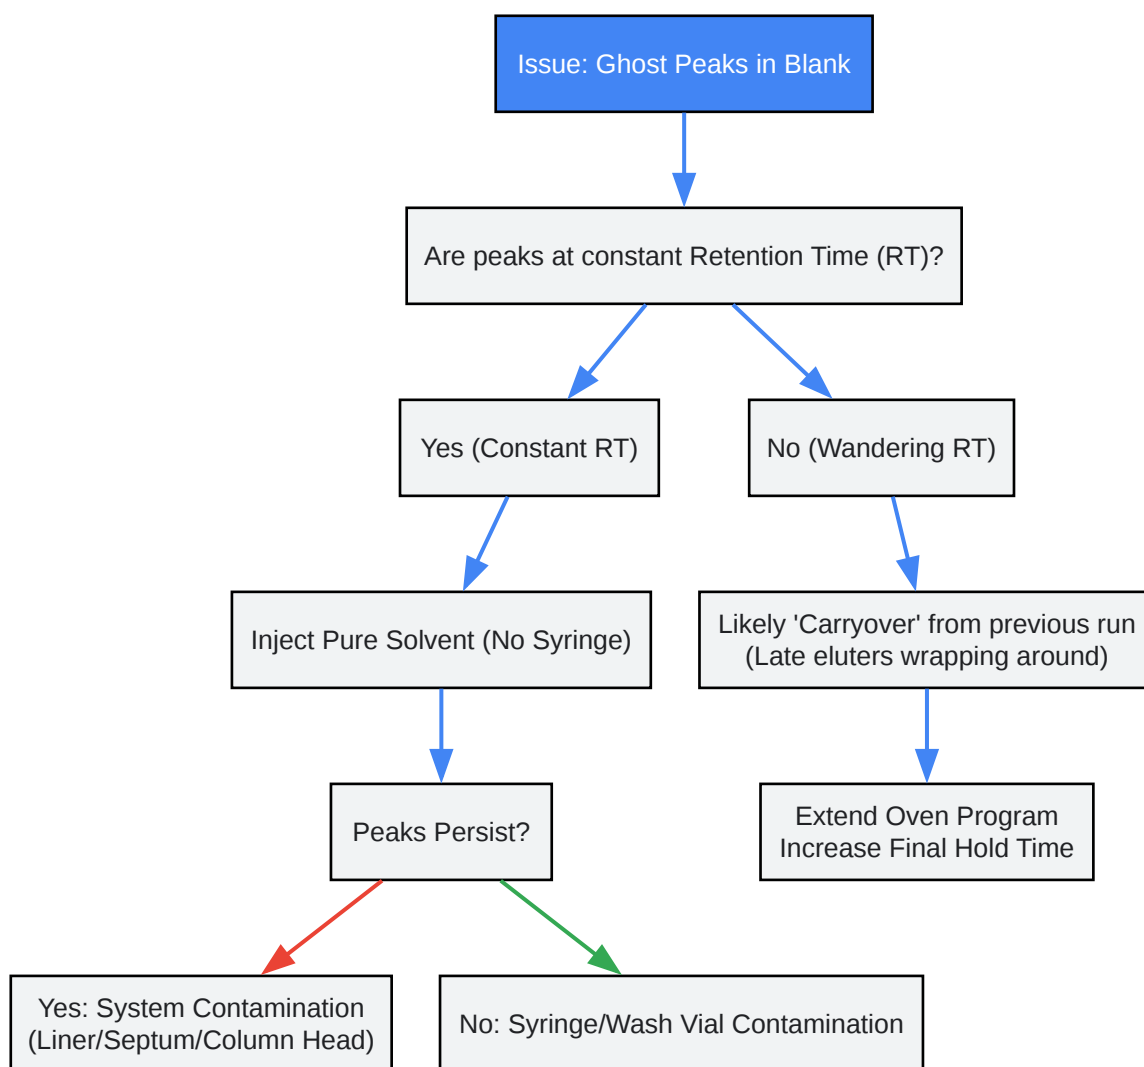 Issue: Ghost Peaks in Blank
Are peaks at constant Retention Time (RT)?
Yes (Constant RT)
No (Wandering RT)
Inject Pure Solvent (No Syringe)
Likely 'Carryover' from previous run
(Late eluters wrapping around)
Peaks Persist?
Extend Oven Program
Increase Final Hold Time
Yes: System Contamination
(Liner/Septum/Column Head)
No: Syringe/Wash Vial Contamination